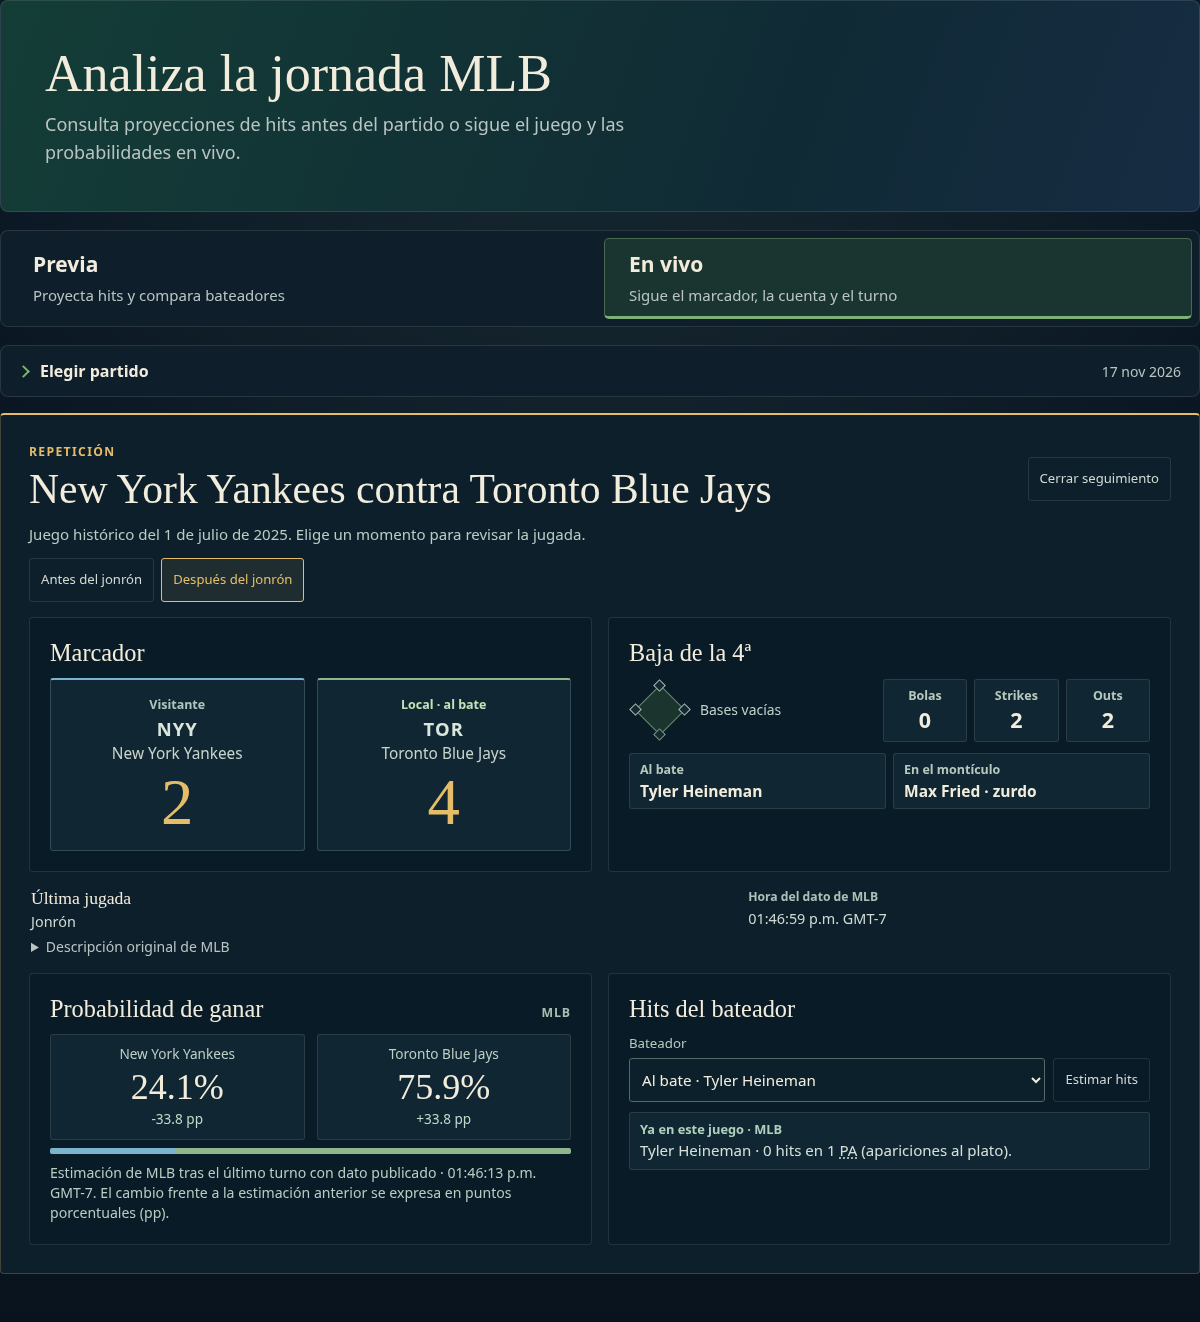 Analiza la jornada MLB
Consulta proyecciones de hits antes del partido o sigue el juego y las
probabilidades en vivo.
Previa
Proyecta hits y compara bateadores
En vivo
Sigue el marcador, la cuenta y el turno
Elegir partido
17 nov 2026
REPETICIÓN
New York Yankees contra Toronto Blue Jays
Cerrar seguimiento
Juego histórico del 1 de julio de 2025. Elige un momento para revisar la jugada.
Antes del jonrón
Después del jonrón
Marcador
Visitante
NYY
New York Yankees
2
Local · al bate
TOR
Toronto Blue Jays
4
Baja de la 4ª
Bases vacías
Bolas
0
Strikes
2
Outs
2
Al bate
Tyler Heineman
En el montículo
Max Fried · zurdo
Última jugada
Jonrón
Descripción original de MLB
Hora del dato de MLB
01:46:59 p.m. GMT-7
Probabilidad de ganar
MLB
New York Yankees
24.1%
-33.8 pp
Toronto Blue Jays
75.9%
+33.8 pp
Estimación de MLB tras el último turno con dato publicado · 01:46:13 p.m.
GMT-7. El cambio frente a la estimación anterior se expresa en puntos
porcentuales (pp).
Hits del bateador
Bateador
Al bate · Tyler Heineman
Estimar hits
Ya en este juego · MLB
Tyler Heineman · 0 hits en 1 PA (apariciones al plato).